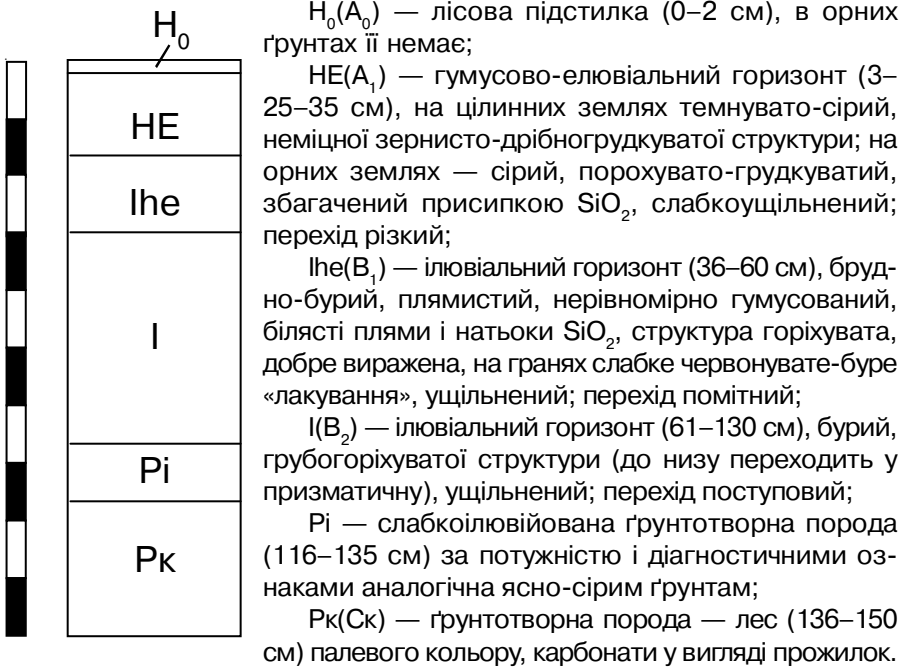 H₀
HE
Ihe
I
Pi
Рк
H₀(A₀) — лісова підстилка (0–2 см), в орних
ґрунтах її немає;
HE(A₁) — гумусово-елювіальний горизонт (3–
25–35 см), на цілинних землях темнувато-сірий,
неміцної зернисто-дрібногрудкуватої структури; на
орних землях — сірий, порохувато-грудкуватий,
збагачений присипкою SiO₂, слабкоущільнений;
перехід різкий;
Ihe(B₁) — ілювіальний горизонт (36–60 см), бруд-
но-бурий, плямистий, нерівномірно гумусований,
білясті плями і натьоки SiO₂, структура горіхувата,
добре виражена, на гранях слабке червонувате-буре
«лакування», ущільнений; перехід помітний;
I(B₂) — ілювіальний горизонт (61–130 см), бурий,
грубогоріхуватої структури (до низу переходить у
призматичну), ущільнений; перехід поступовий;
Pi — слабкоілювійована ґрунтотворна порода
(116–135 см) за потужністю і діагностичними оз-
наками аналогічна ясно-сірим ґрунтам;
Рк(Ск) — ґрунтотворна порода — лес (136–150
см) палевого кольору, карбонати у вигляді прожилок.